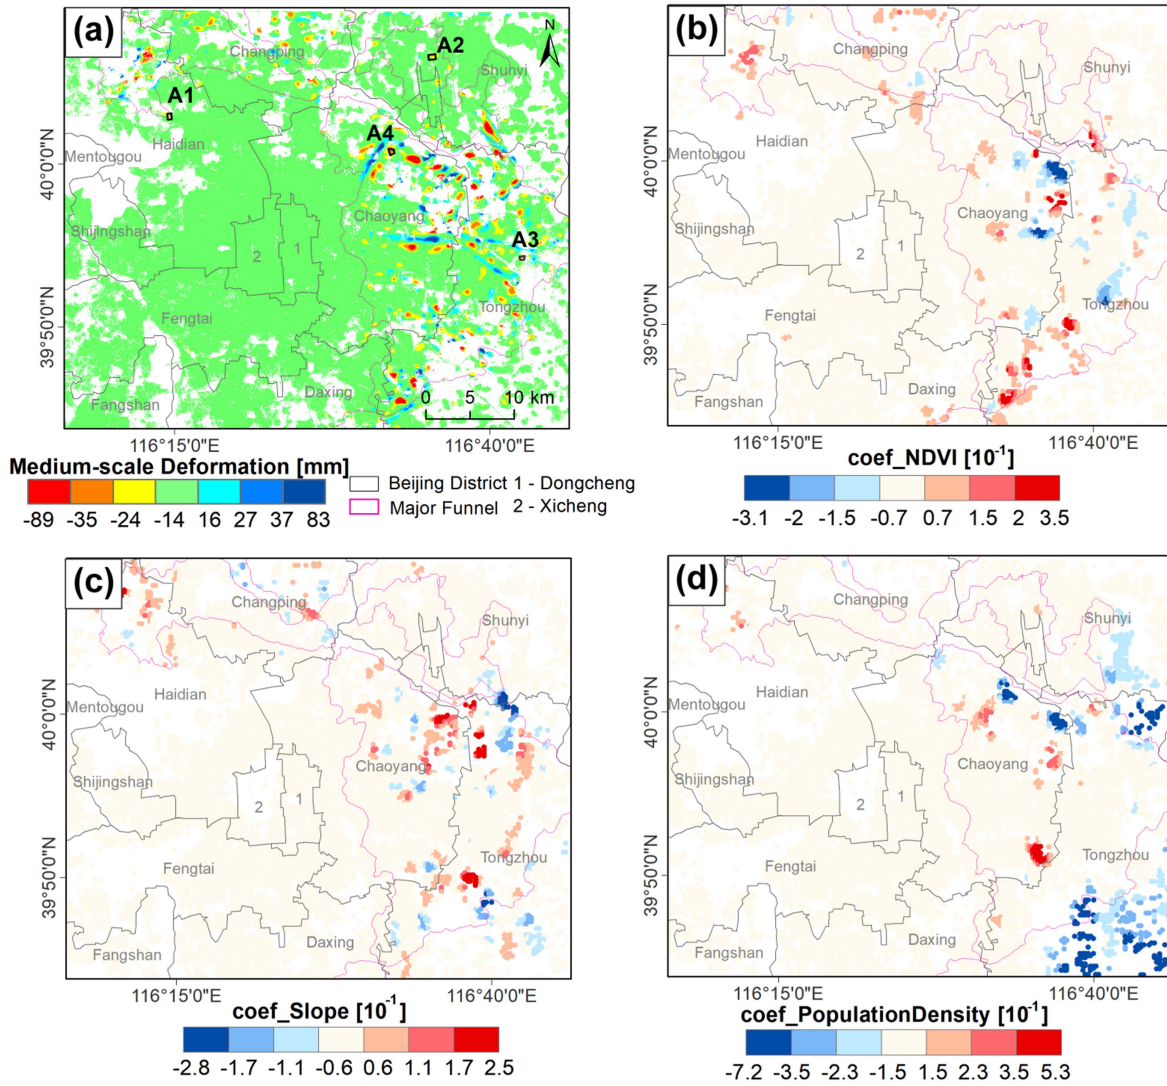 (a)
N
Changping
A2
Shunyi
A1
Haidian
A4
Mentougou
40°0'0"N
Shijingshan
Chaoyang
2
1
A3
39°50'0"N
Fengtai
Tongzhou
Daxing
Fangshan
0 5 10 km
116°15'0"E
116°40'0"E
Medium-scale Deformation [mm]
-89 -35 -24 -14 16 27 37 83
Beijing District 1 - Dongcheng
Major Funnel 2 - Xicheng
(b)
Changping
Shunyi
Haidian
Mentougou
40°0'0"N
Shijingshan
Chaoyang
2
1
39°50'0"N
Fengtai
Tongzhou
Daxing
Fangshan
116°15'0"E
116°40'0"E
coef_NDVI [10-1]
-3.1 -2 -1.5 -0.7 0.7 1.5 2 3.5
(c)
Changping
Shunyi
Haidian
Mentougou
40°0'0"N
Shijingshan
Chaoyang
2
1
39°50'0"N
Fengtai
Tongzhou
Daxing
Fangshan
116°15'0"E
116°40'0"E
coef_Slope [10-1]
-2.8 -1.7 -1.1 -0.6 0.6 1.1 1.7 2.5
(d)
Changping
Shunyi
Haidian
Mentougou
40°0'0"N
Shijingshan
Chaoyang
2
1
39°50'0"N
Fengtai
Tongzhou
Daxing
Fangshan
116°15'0"E
116°40'0"E
coef_PopulationDensity [10-1]
-7.2 -3.5 -2.3 -1.5 1.5 2.3 3.5 5.3